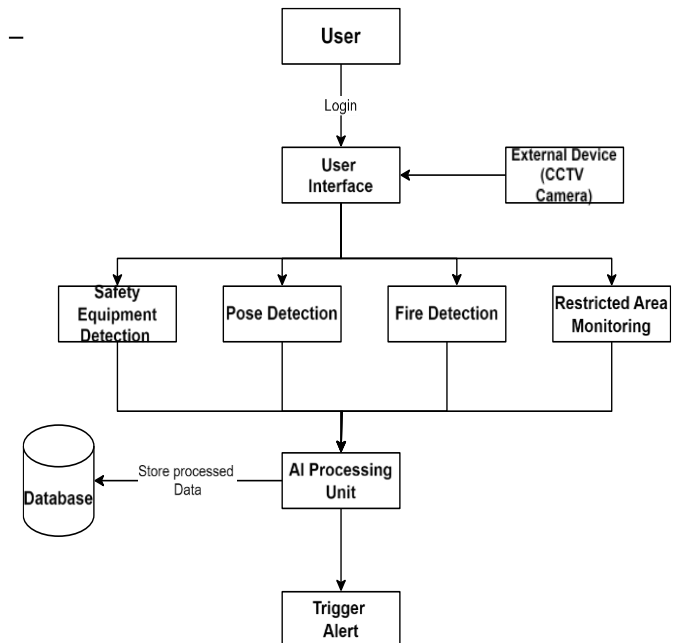 User
Login
User
Interface
External Device
(CCTV
Camera)
Safety
Equipment
Detection
Pose Detection
Fire Detection
Restricted Area
Monitoring
Database
Store processed
Data
AI Processing
Unit
Trigger
Alert